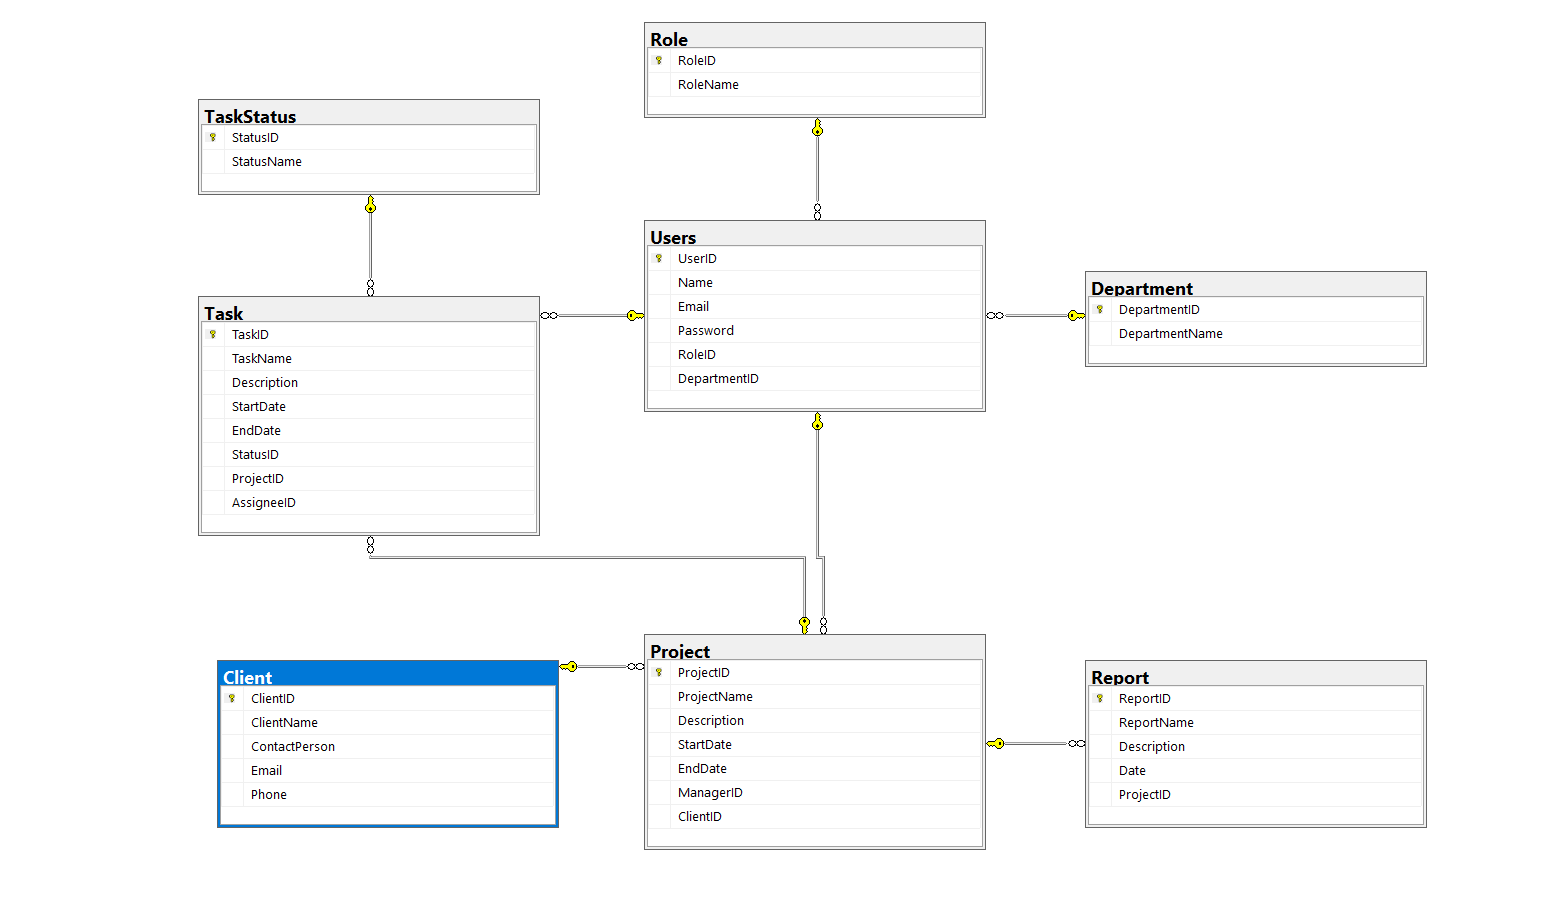 Role
RoleID
RoleName
TaskStatus
StatusID
StatusName
Users
UserID
Name
Email
Password
RoleID
DepartmentID
Department
DepartmentID
DepartmentName
Task
TaskID
TaskName
Description
StartDate
EndDate
StatusID
ProjectID
AssigneeID
Client
ClientID
ClientName
ContactPerson
Email
Phone
Project
ProjectID
ProjectName
Description
StartDate
EndDate
ManagerID
ClientID
Report
ReportID
ReportName
Description
Date
ProjectID